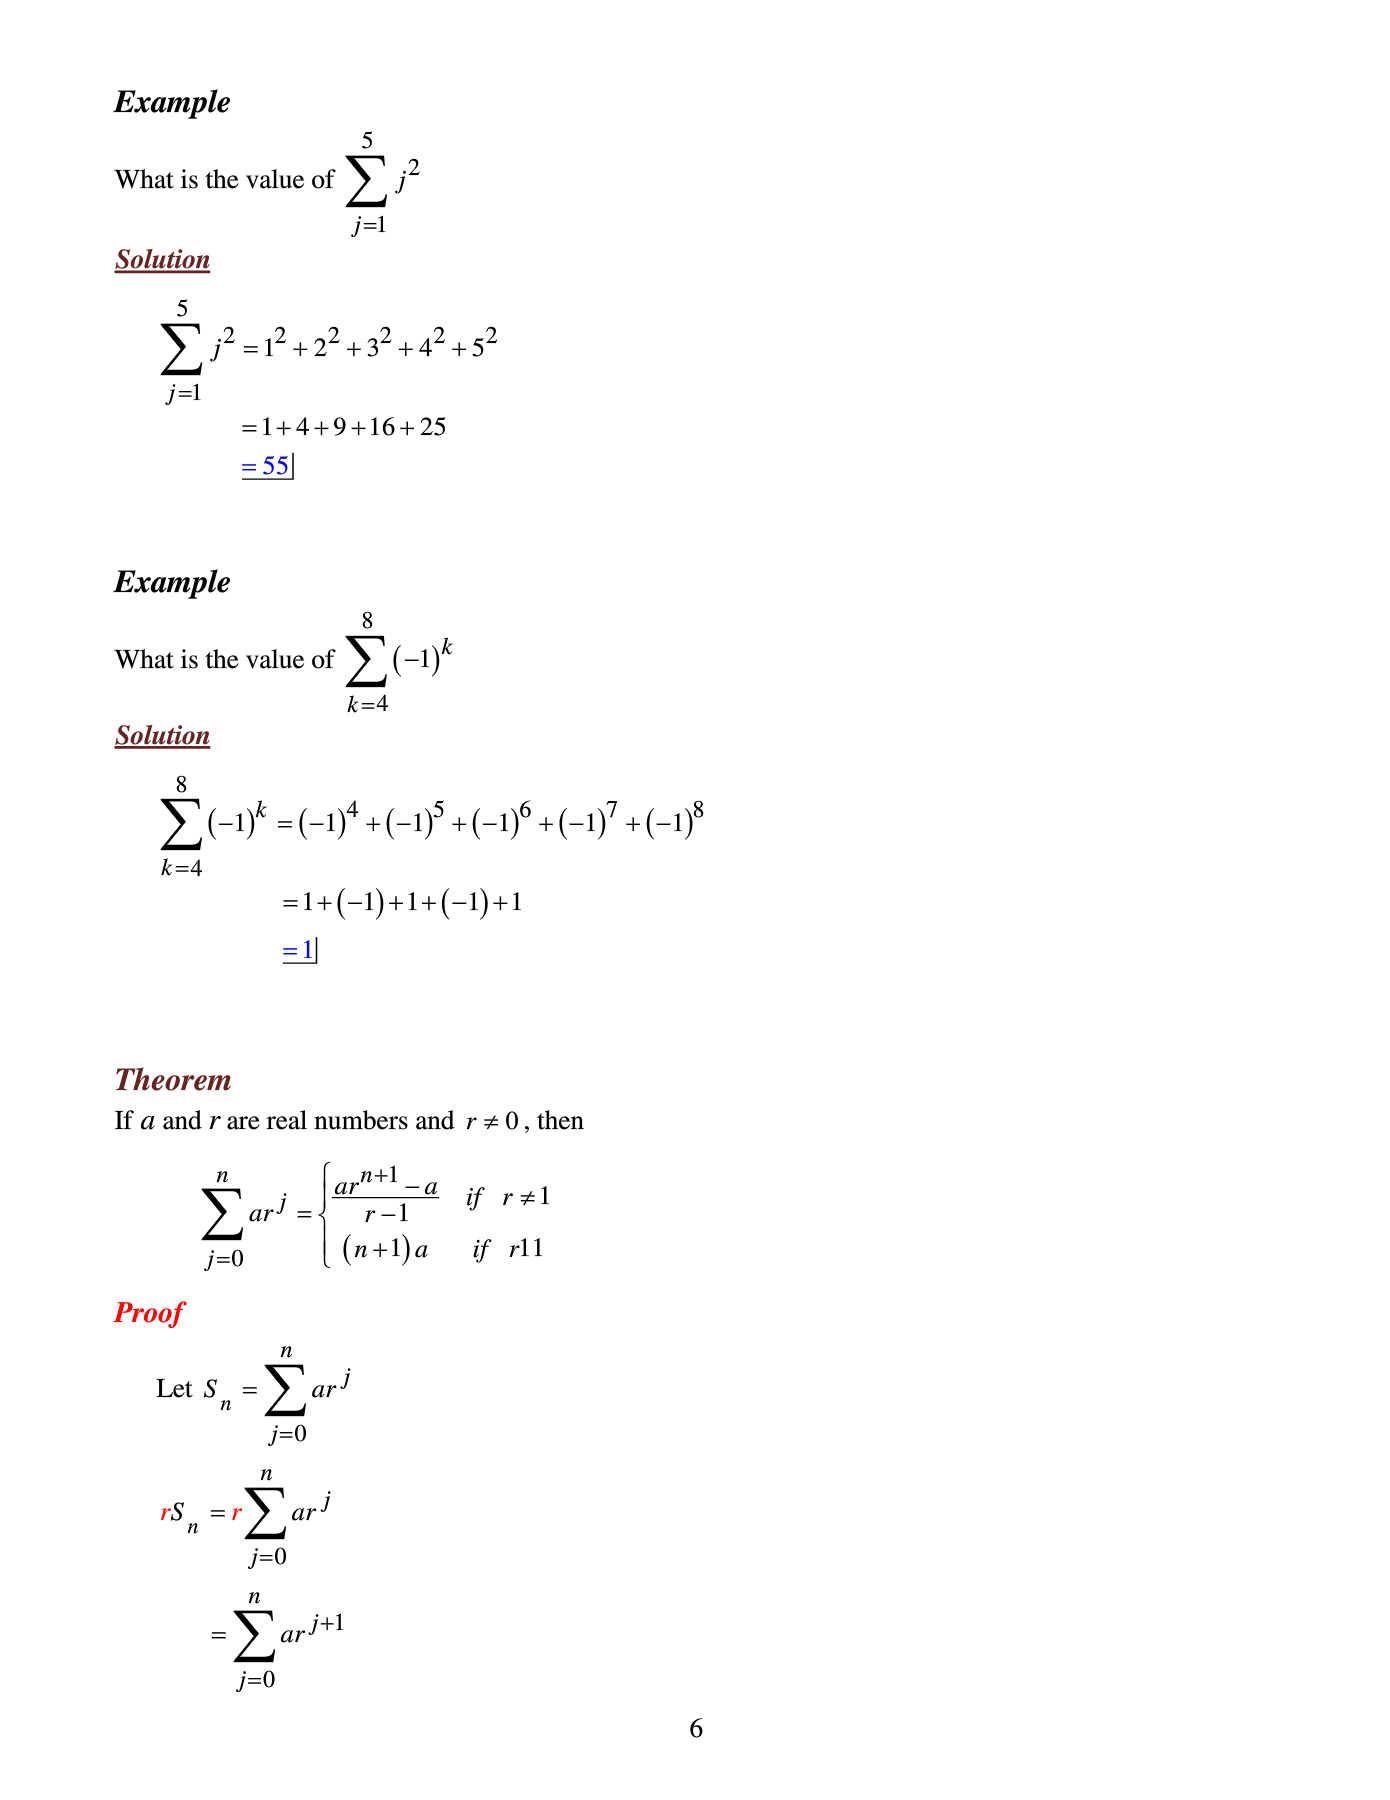 Example
What is the value of \sum_{j=1}^{5} j^2
Solution
\sum_{j=1}^{5} j^2 = 1^2 + 2^2 + 3^2 + 4^2 + 5^2
= 1 + 4 + 9 + 16 + 25
= 55
Example
What is the value of \sum_{k=4}^{8} (-1)^k
Solution
\sum_{k=4}^{8} (-1)^k = (-1)^4 + (-1)^5 + (-1)^6 + (-1)^7 + (-1)^8
= 1 + (-1) + 1 + (-1) + 1
= 1
Theorem
If a and r are real numbers and r ≠ 0, then
\sum_{j=0}^{n} ar^j = \begin{cases} \frac{ar^{n+1} - a}{r - 1} & if \ r ≠ 1 \\ (n+1)a & if \ r11 \end{cases}
Proof
Let S_n = \sum_{j=0}^{n} ar^j
rS_n = r \sum_{j=0}^{n} ar^j
= \sum_{j=0}^{n} ar^{j+1}
6